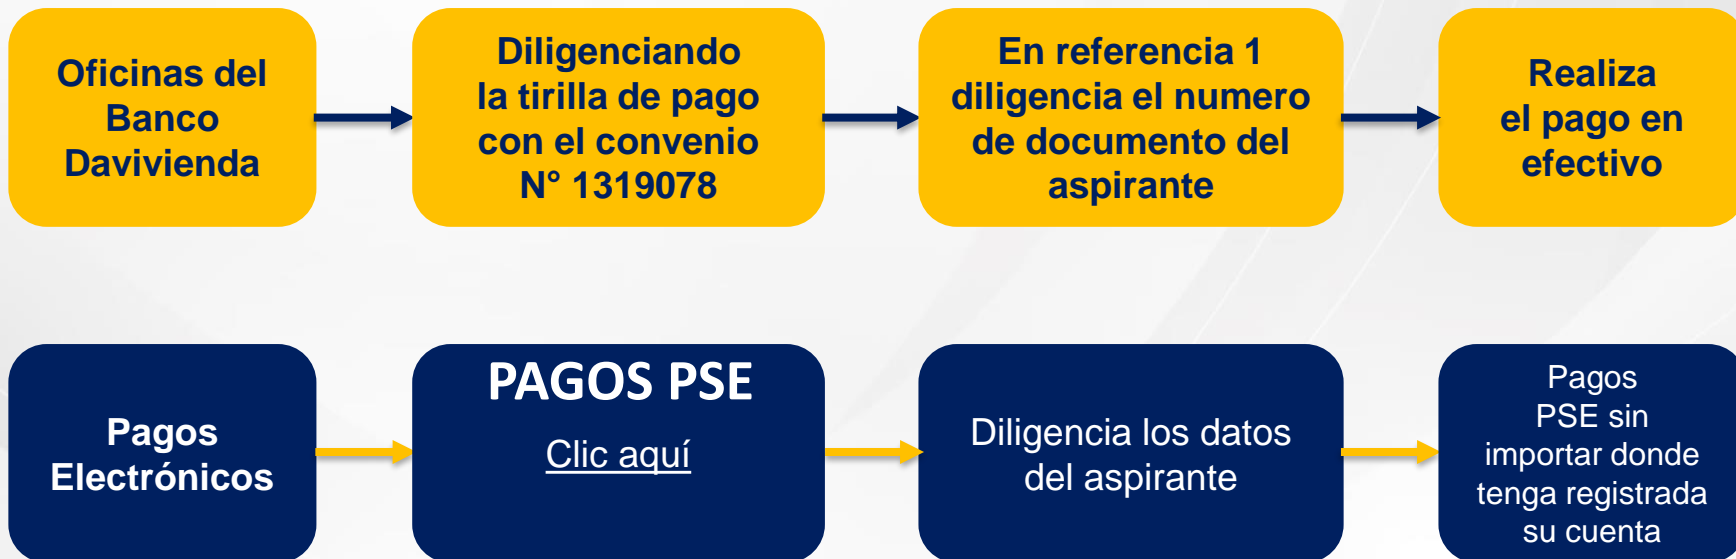 Oficinas del
Banco
Davivienda
Diligenciando
la tirilla de pago
con el convenio
N° 1319078
En referencia 1
diligencia el numero
de documento del
aspirante
Realiza
el pago en
efectivo
Pagos
Electrónicos
PAGOS PSE
Clic aquí
Diligencia los datos
del aspirante
Pagos
PSE sin
importar donde
tenga registrada
su cuenta